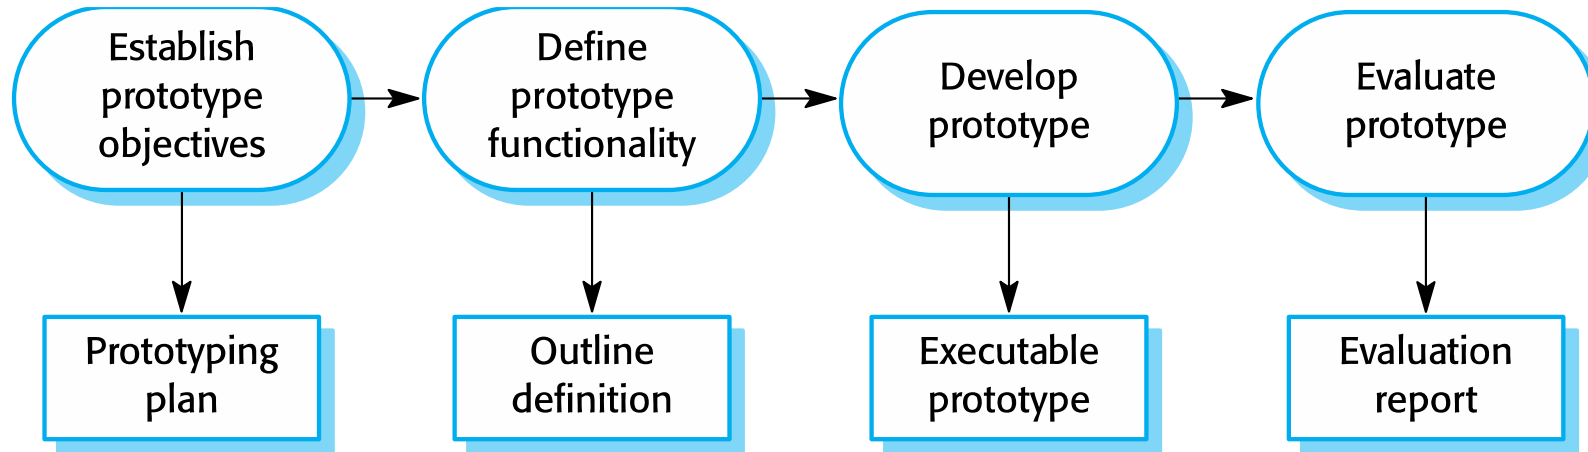 Establish
prototype
objectives
Define
prototype
functionality
Develop
prototype
Evaluate
prototype
Prototyping
plan
Outline
definition
Executable
prototype
Evaluation
report